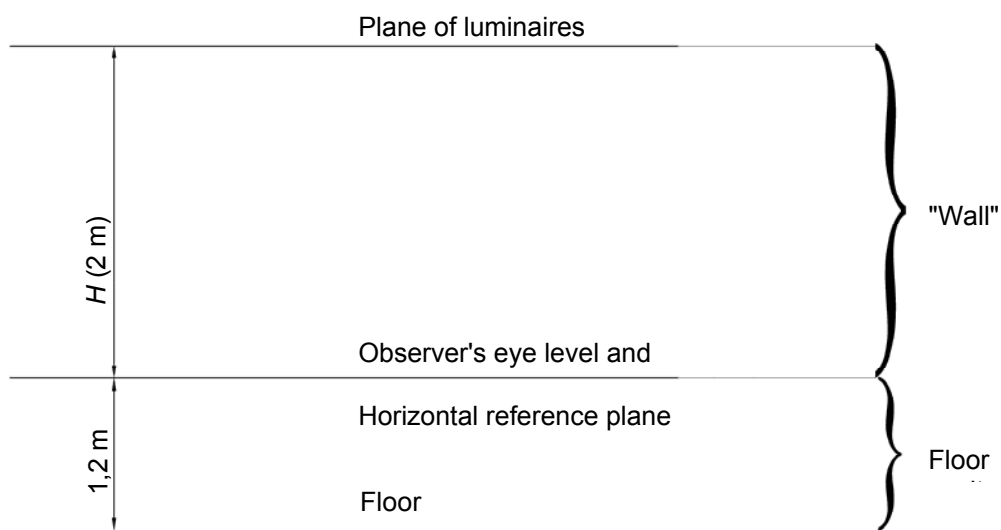 Plane of luminaires
H (2 m)
"Wall"
Observer's eye level and
Horizontal reference plane
1,2 m
Floor
Floor